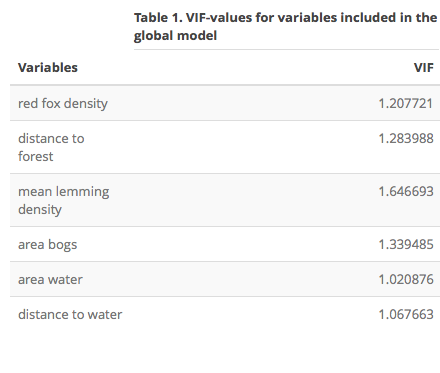 Table 1. VIF-values for variables included in the
global model
Variables VIF
red fox density 1.207721
distance to 1.283988
forest
mean lemming 1.646693
density
area bogs 1.339485
area water 1.020876
distance to water 1.067663